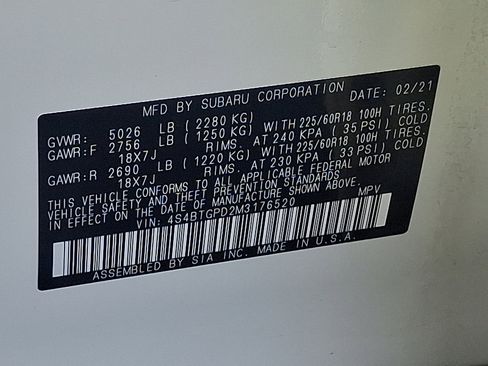 MFD BY SUBARU CORPORATION DATE: 02/21
GVWR: 5026 LB ( 2280 KG)
GAWR:F 2756 LB ( 1250 KG) WITH 225/60R18 100H TIRES.
18X7J RIMS. AT 240 KPA ( 35 PSI) COLD
GAWR:R 2690 LB ( 1220 KG) WITH 225/60R18 100H TIRES.
18X7J RIMS. AT 230 KPA ( 33 PSI) COLD
THIS VEHICLE CONFORMS TO ALL APPLICABLE FEDERAL MOTOR
VEHICLE SAFETY AND THEFT PREVENTION STANDARDS
IN EFFECT ON THE DATE OF MANUFACTURE SHOWN ABOVE.
VIN: 4S4BTGPD2M3176520 MPV
ASSEMBLED BY SIA INC. MADE IN U.S.A.